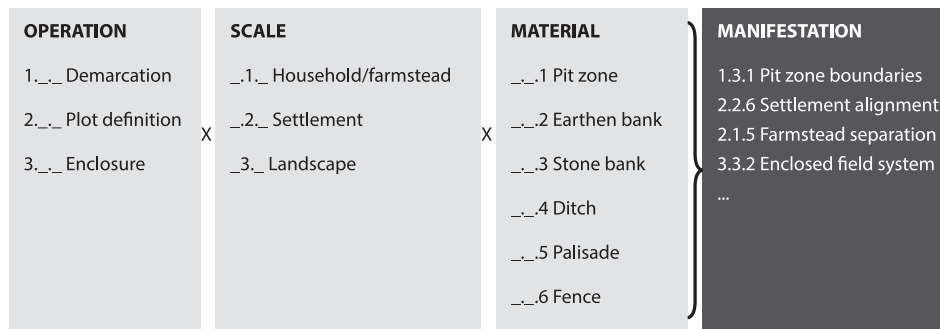 OPERATION
1._._ Demarcation
2._._ Plot definition
3._._ Enclosure
X
SCALE
_.1._ Household/farmstead
_.2._ Settlement
_3._ Landscape
X
MATERIAL
_._.1 Pit zone
_._.2 Earthen bank
_._.3 Stone bank
_._.4 Ditch
_._.5 Palisade
_._.6 Fence
MANIFESTATION
1.3.1 Pit zone boundaries
2.2.6 Settlement alignment
2.1.5 Farmstead separation
3.3.2 Enclosed field system
...